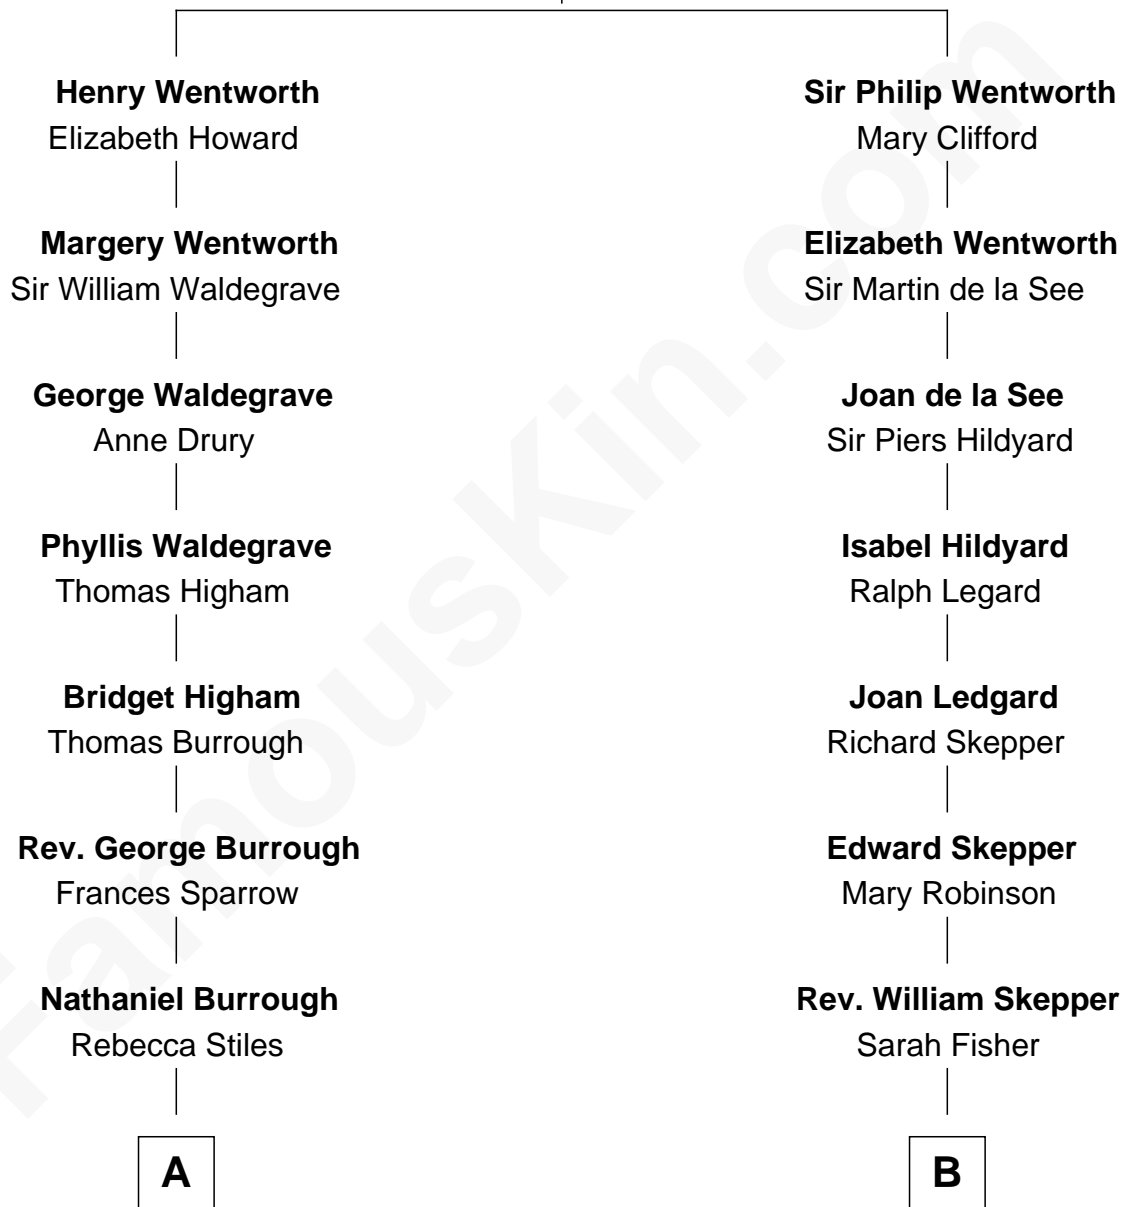 Henry Wentworth
Elizabeth Howard
Margery Wentworth
Sir William Waldegrave
George Waldegrave
Anne Drury
Phyllis Waldegrave
Thomas Higham
Bridget Higham
Thomas Burrough
Rev. George Burrough
Frances Sparrow
Nathaniel Burrough
Rebecca Stiles
A
Sir Philip Wentworth
Mary Clifford
Elizabeth Wentworth
Sir Martin de la See
Joan de la See
Sir Piers Hildyard
Isabel Hildyard
Ralph Legard
Joan Ledgard
Richard Skepper
Edward Skepper
Mary Robinson
Rev. William Skepper
Sarah Fisher
B
FamousKin.com